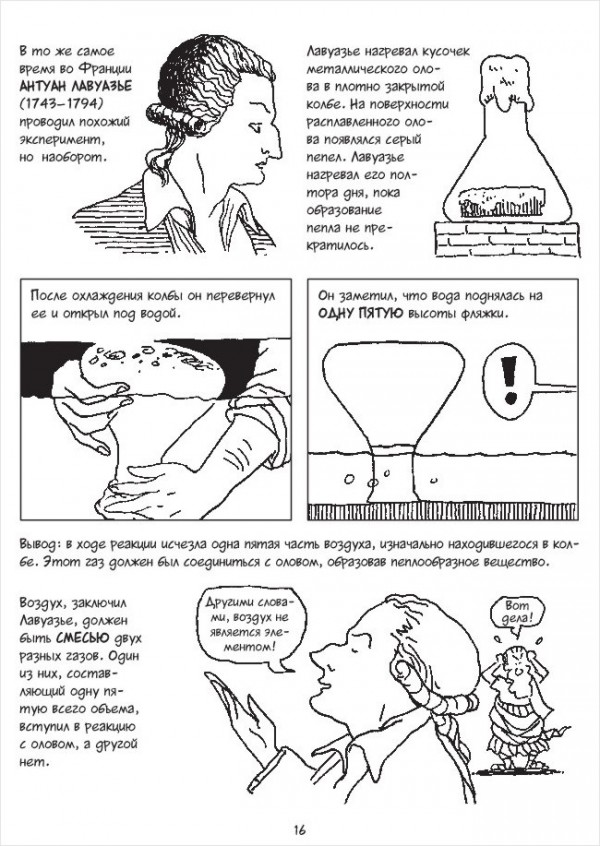 В то же самое
время во Франции
АНТУАН ЛАВУАЗЬЕ
(1743–1794)
проводил похожий
эксперимент,
но наоборот.
Лавуазье нагревал кусочек
металлического оло-
ва в плотно закрытой
колбе. На поверхности
расплавленного оло-
ва появлялся серый
пепел. Лавуазье
нагревал его пол-
тора дня, пока
образование
пепла не пре-
кратилось.
После охлаждения колбы он перевернул
ее и открыл под водой.
Он заметил, что вода поднялась на
ОДНУ ПЯТУЮ высоты фляжки.
!
Вывод: в ходе реакции исчезла одна пятая часть воздуха, изначально находившегося в кол-
бе. Этот газ должен был соединиться с оловом, образовав пеплообразное вещество.
Воздух, заключил
Лавуазье, должен
быть СМЕСЬЮ двух
разных газов. Один
из них, состав-
ляющий одну пя-
тую всего объема,
вступил в реакцию
с оловом, а другой
нет.
Другими слова-
ми, воздух не
является эле-
ментом!
Вот
дела!
16